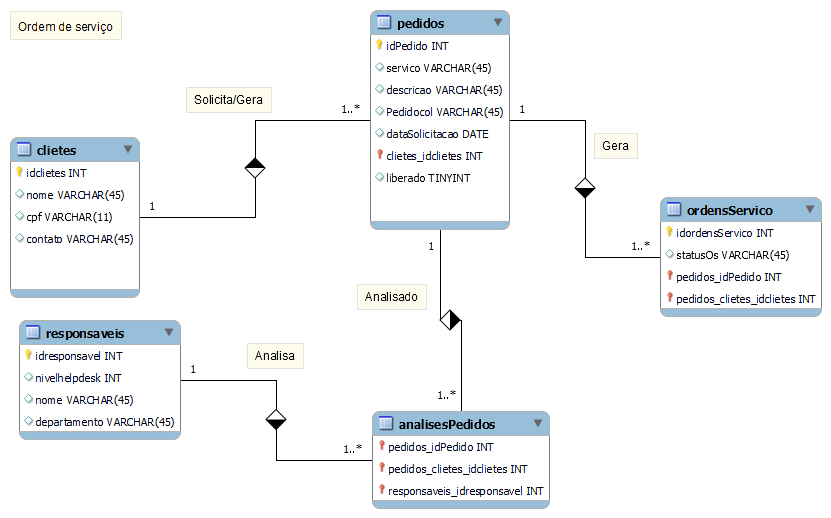 Ordem de serviço
pedidos
idPedido INT
servico VARCHAR(45)
descricao VARCHAR(45)
Pedidocol VARCHAR(45)
dataSolicitacao DATE
clietes_idclietes INT
liberado TINYINT
Solicita/Gera
1..*
1
Gera
clietes
idclietes INT
nome VARCHAR(45)
cpf VARCHAR(11)
contato VARCHAR(45)
1
ordensServico
idordensServico INT
statusOs VARCHAR(45)
pedidos_idPedido INT
pedidos_clietes_idclietes INT
1..*
1
Analisado
responsaveis
idresponsavel INT
nivelhelpdesk INT
nome VARCHAR(45)
departamento VARCHAR(45)
Analisa
1
1..*
1..*
analisesPedidos
pedidos_idPedido INT
pedidos_clietes_idclietes INT
responsaveis_idresponsavel INT